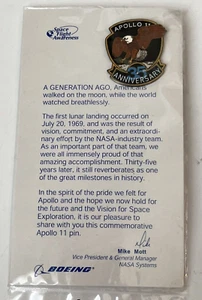 Space
Flight
Awareness
APOLLO 11
35th
ANNIVERSARY
A GENERATION AGO, Americans
walked on the moon, while the world
watched breathlessly.
The first lunar landing occurred on
July 20, 1969, and was the result of
vision, commitment, and an extraordi-
nary effort by the NASA-industry team.
As an important part of that team, we
are all immensely proud of that
amazing accomplishment. Thirty-five
years later, it still reverberates as one
of the great milestones in history.
In the spirit of the pride we felt for
Apollo and the hope we now hold for
the future and the Vision for Space
Exploration, it is our pleasure to
share with you this commemorative
Apollo 11 pin.
Mike Mott
Vice President & General Manager
NASA Systems
BOEING